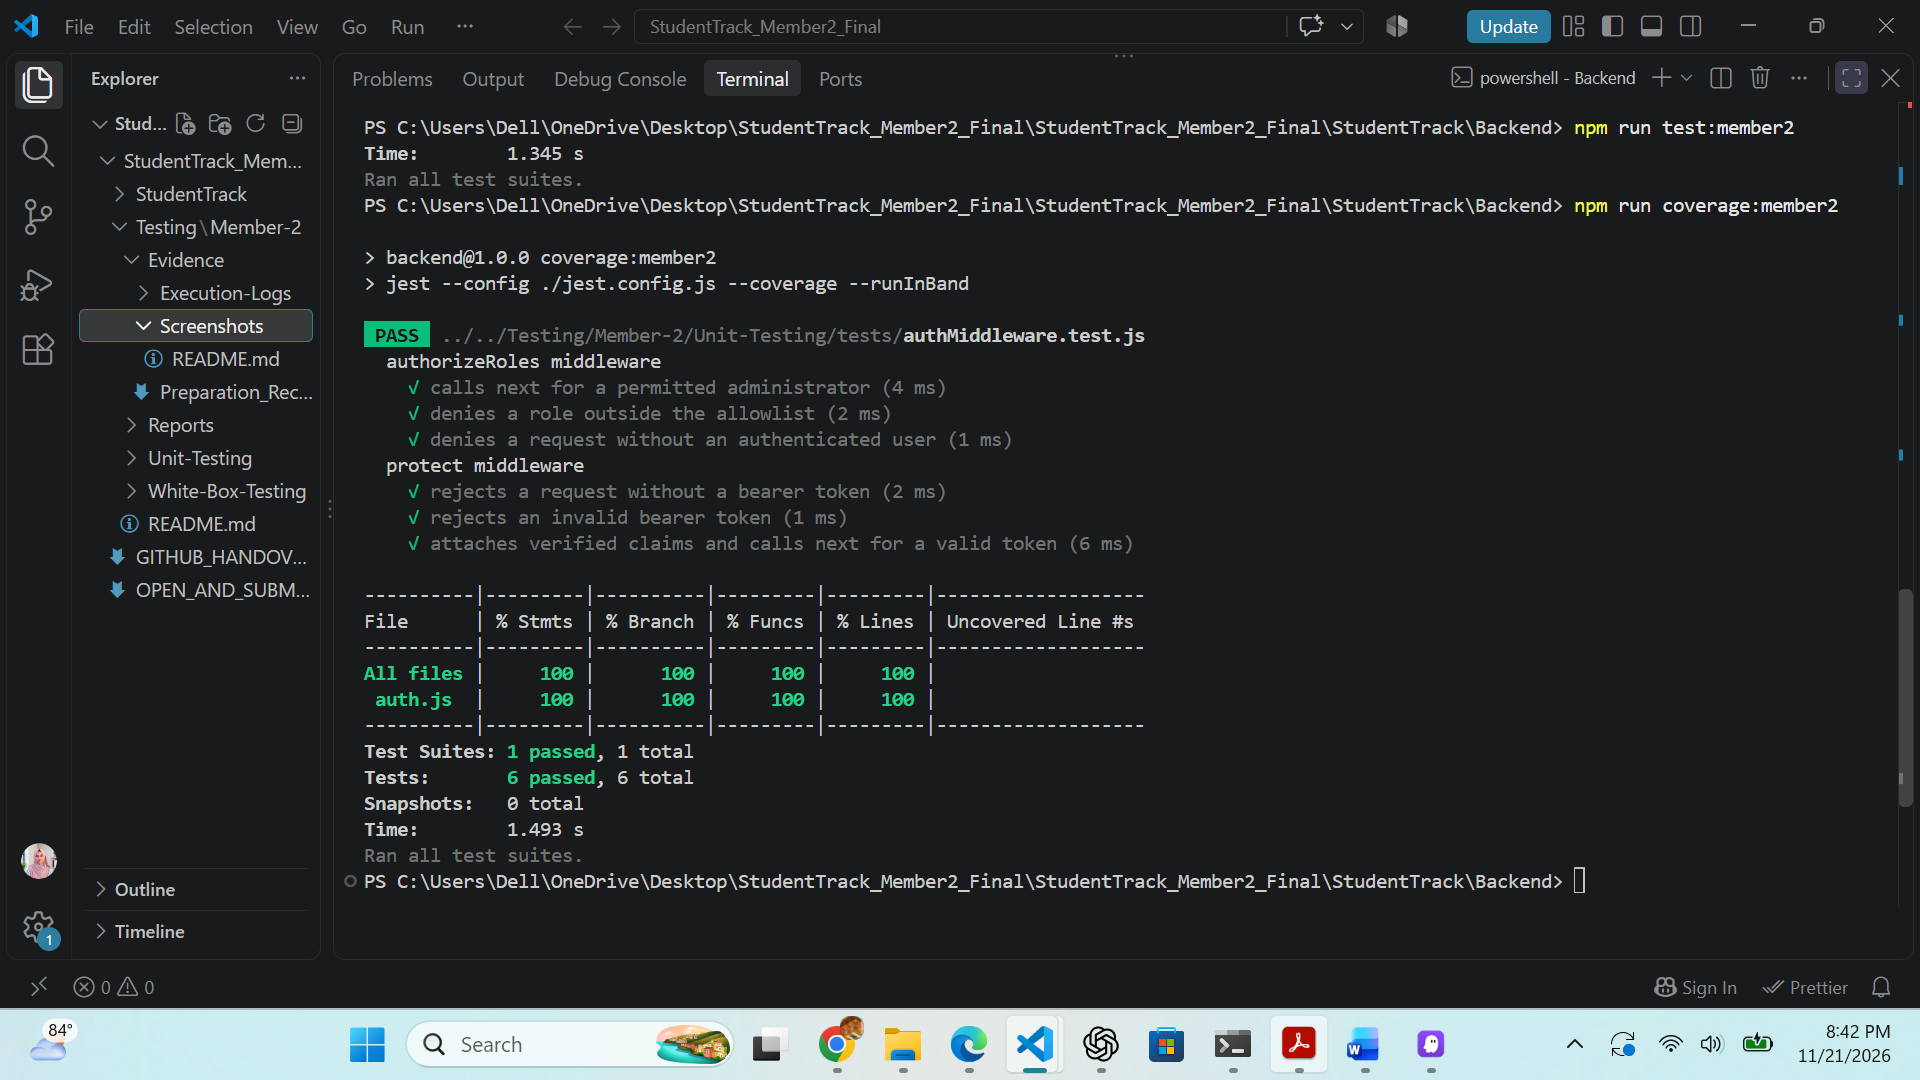 File Edit Selection View Go Run ···
StudentTrack_Member2_Final
Update
Explorer
Stud...
StudentTrack_Mem...
StudentTrack
Testing\Member-2
Evidence
Execution-Logs
Screenshots
README.md
Preparation_Rec...
Reports
Unit-Testing
White-Box-Testing
README.md
GITHUB_HANDOV...
OPEN_AND_SUBM...
Outline
Timeline
1
Problems Output Debug Console Terminal Ports
powershell - Backend
PS C:\Users\Dell\OneDrive\Desktop\StudentTrack_Member2_Final\StudentTrack_Member2_Final\StudentTrack\Backend> npm run test:member2
Time: 1.345 s
Ran all test suites.
PS C:\Users\Dell\OneDrive\Desktop\StudentTrack_Member2_Final\StudentTrack_Member2_Final\StudentTrack\Backend> npm run coverage:member2
> backend@1.0.0 coverage:member2
> jest --config ./jest.config.js --coverage --runInBand
PASS ../../Testing/Member-2/Unit-Testing/tests/authMiddleware.test.js
authorizeRoles middleware
√ calls next for a permitted administrator (4 ms)
√ denies a role outside the allowlist (2 ms)
√ denies a request without an authenticated user (1 ms)
protect middleware
√ rejects a request without a bearer token (2 ms)
√ rejects an invalid bearer token (1 ms)
√ attaches verified claims and calls next for a valid token (6 ms)
----------|---------|----------|---------|---------|-------------------
File | % Stmts | % Branch | % Funcs | % Lines | Uncovered Line #s
----------|---------|----------|---------|---------|-------------------
All files | 100 | 100 | 100 | 100 |
auth.js | 100 | 100 | 100 | 100 |
----------|---------|----------|---------|---------|-------------------
Test Suites: 1 passed, 1 total
Tests: 6 passed, 6 total
Snapshots: 0 total
Time: 1.493 s
Ran all test suites.
PS C:\Users\Dell\OneDrive\Desktop\StudentTrack_Member2_Final\StudentTrack_Member2_Final\StudentTrack\Backend>
0 0
Sign In Prettier
84°
Search
8:42 PM
11/21/2026